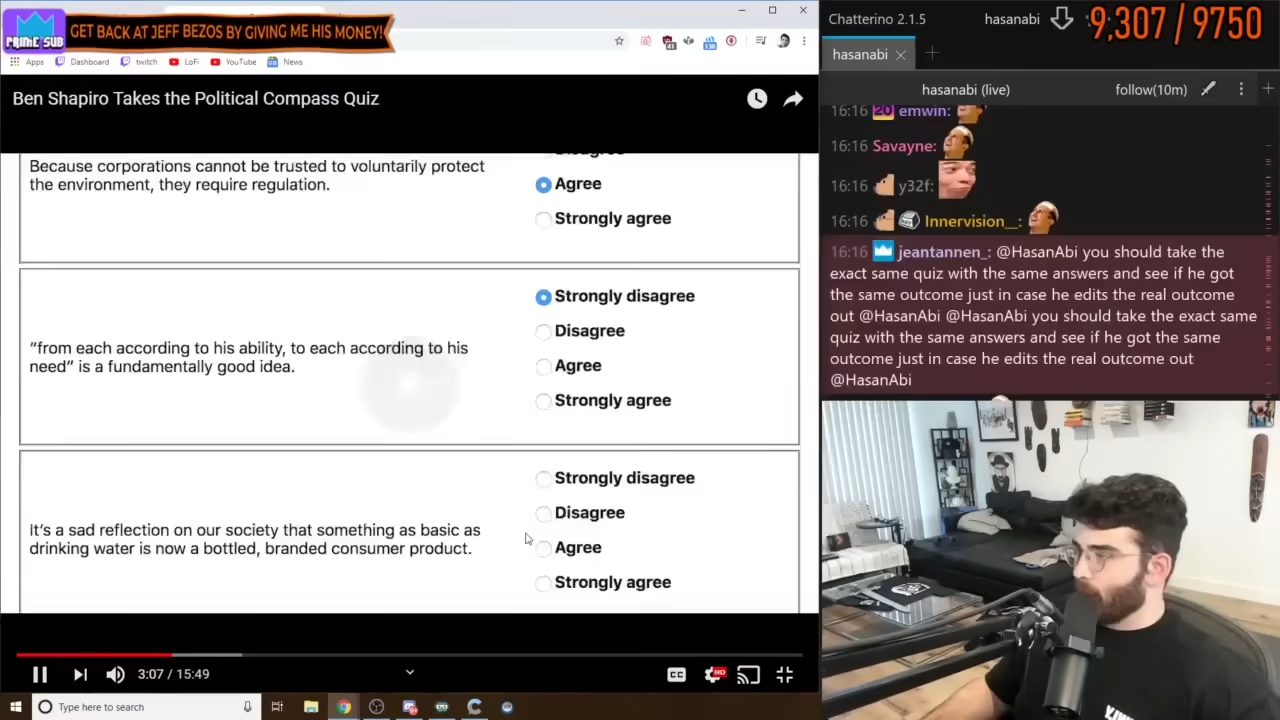 PRIME SUB
GET BACK AT JEFF BEZOS BY GIVING ME HIS MONEY!
Apps Dashboard twitch LoFi YouTube News
Ben Shapiro Takes the Political Compass Quiz
Because corporations cannot be trusted to voluntarily protect
the environment, they require regulation.
Disagree
Agree
Strongly agree
“from each according to his ability, to each according to his
need” is a fundamentally good idea.
Strongly disagree
Disagree
Agree
Strongly agree
It’s a sad reflection on our society that something as basic as
drinking water is now a bottled, branded consumer product.
Strongly disagree
Disagree
Agree
Strongly agree
3:07 / 15:49
CC
HD
Type here to search
Chatterino 2.1.5
hasanabi
9,307 / 9750
hasanabi
hasanabi (live)
follow(10m)
16:16 20 emwin:
16:16 Savayne:
16:16 y32f:
16:16 Innervision__:
16:16 jeantannen_: @HasanAbi you should take the
exact same quiz with the same answers and see if he got
the same outcome just in case he edits the real outcome
out @HasanAbi @HasanAbi you should take the exact same
quiz with the same answers and see if he got the same
outcome just in case he edits the real outcome out
@HasanAbi